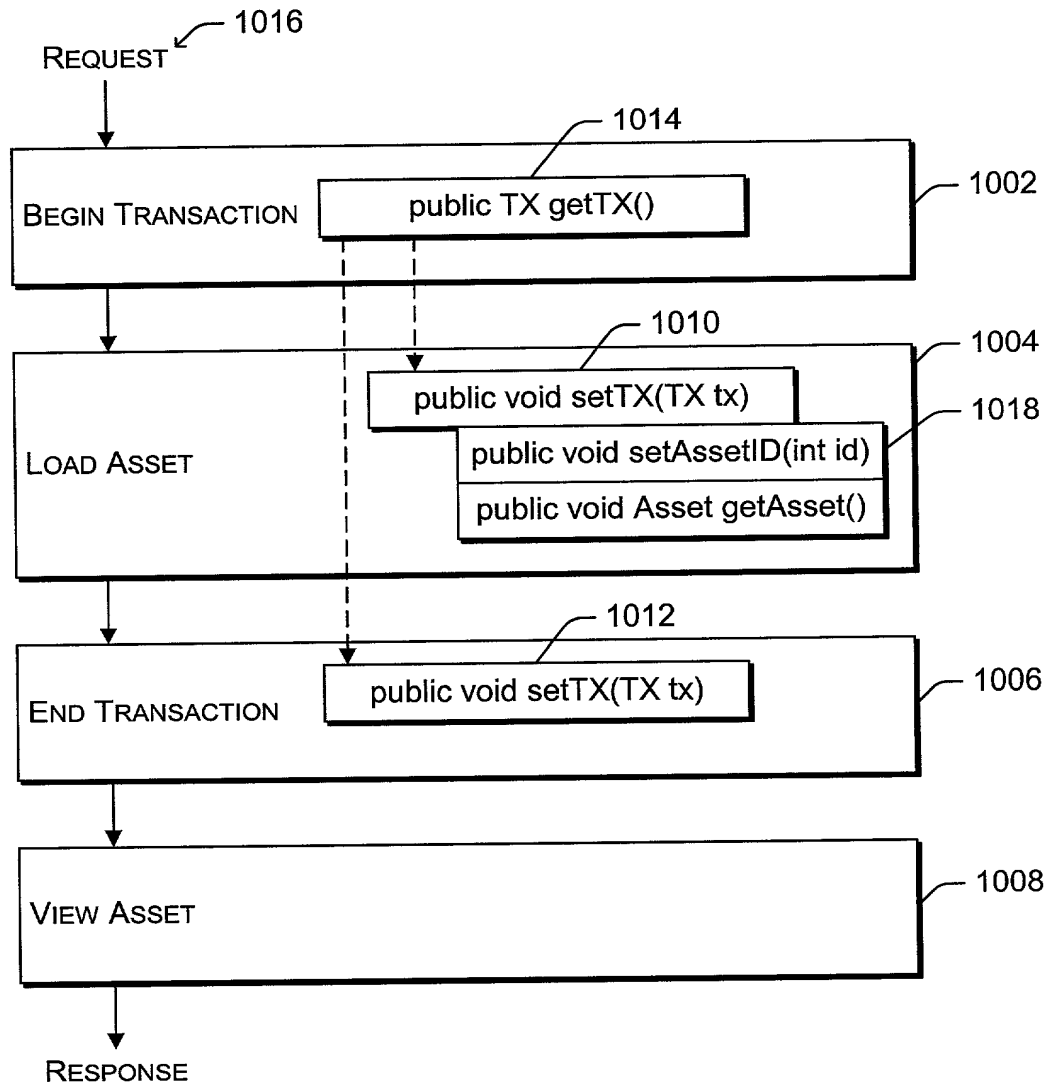 1016
REQUEST
1014
1002
BEGIN TRANSACTION
public TX getTX()
1010
1004
public void setTX(TX tx)
1018
public void setAssetID(int id)
LOAD ASSET
public void Asset getAsset()
1012
public void setTX(TX tx)
1006
END TRANSACTION
1008
VIEW ASSET
RESPONSE